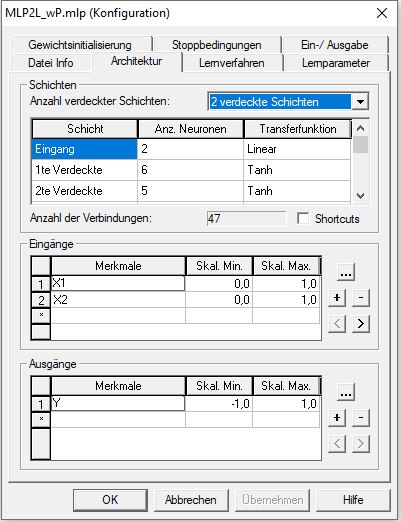 MLP2L_wP.mlp (Konfiguration)
Gewichtsinitialisierung Stoppbedingungen Ein-/ Ausgabe
Datei Info Architektur Lernverfahren Lernparameter
Schichten
Anzahl verdeckter Schichten: 2 verdeckte Schichten
Schicht Anz. Neuronen Transferfunktion
Eingang 2 Linear
1te Verdeckte 6 Tanh
2te Verdeckte 5 Tanh
Anzahl der Verbindungen: 47 Shortcuts
Eingänge
Merkmale Skal. Min. Skal. Max. ...
1 X1 0,0 1,0
2 X2 0,0 1,0 + -
* < >
Ausgänge
Merkmale Skal. Min. Skal. Max. ...
1 Y -1,0 1,0
* + -
< >
OK Abbrechen Übernehmen Hilfe